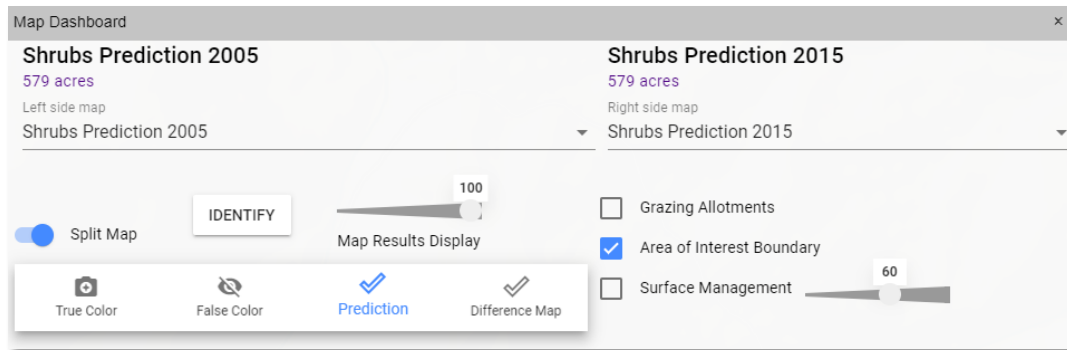 Map Dashboard ×
Shrubs Prediction 2005
579 acres
Left side map
Shrubs Prediction 2005
Shrubs Prediction 2015
579 acres
Right side map
Shrubs Prediction 2015
Split Map
IDENTIFY
100
Map Results Display
True Color
False Color
Prediction
Difference Map
Grazing Allotments
Area of Interest Boundary
Surface Management
60